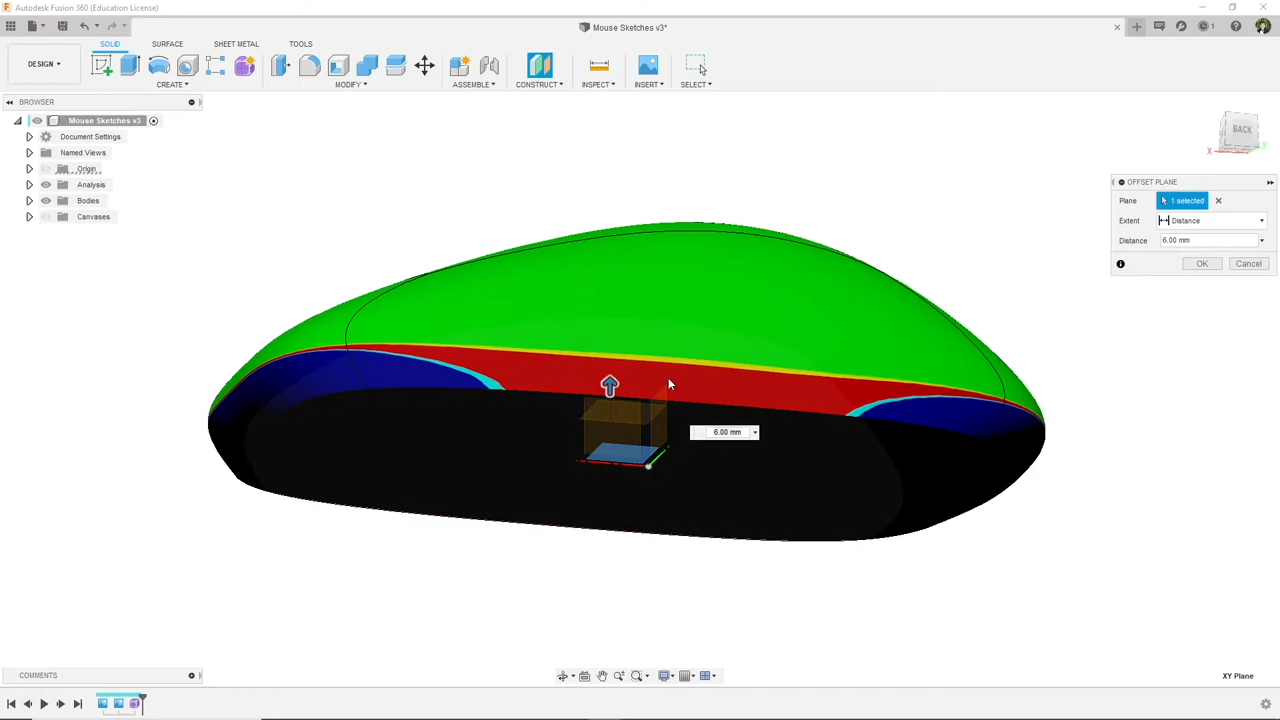 Autodesk Fusion 360 (Education License)
Mouse Sketches v3*
1
DESIGN
SOLID SURFACE SHEET METAL TOOLS
CREATE MODIFY ASSEMBLE CONSTRUCT INSPECT INSERT SELECT
BROWSER
Mouse Sketches v3
Document Settings
Named Views
Origin
Analysis
Bodies
Canvases
BACK
X
Y
OFFSET PLANE
Plane 1 selected
Extent Distance
Distance 6.00 mm
OK Cancel
6.00 mm
COMMENTS
XY Plane